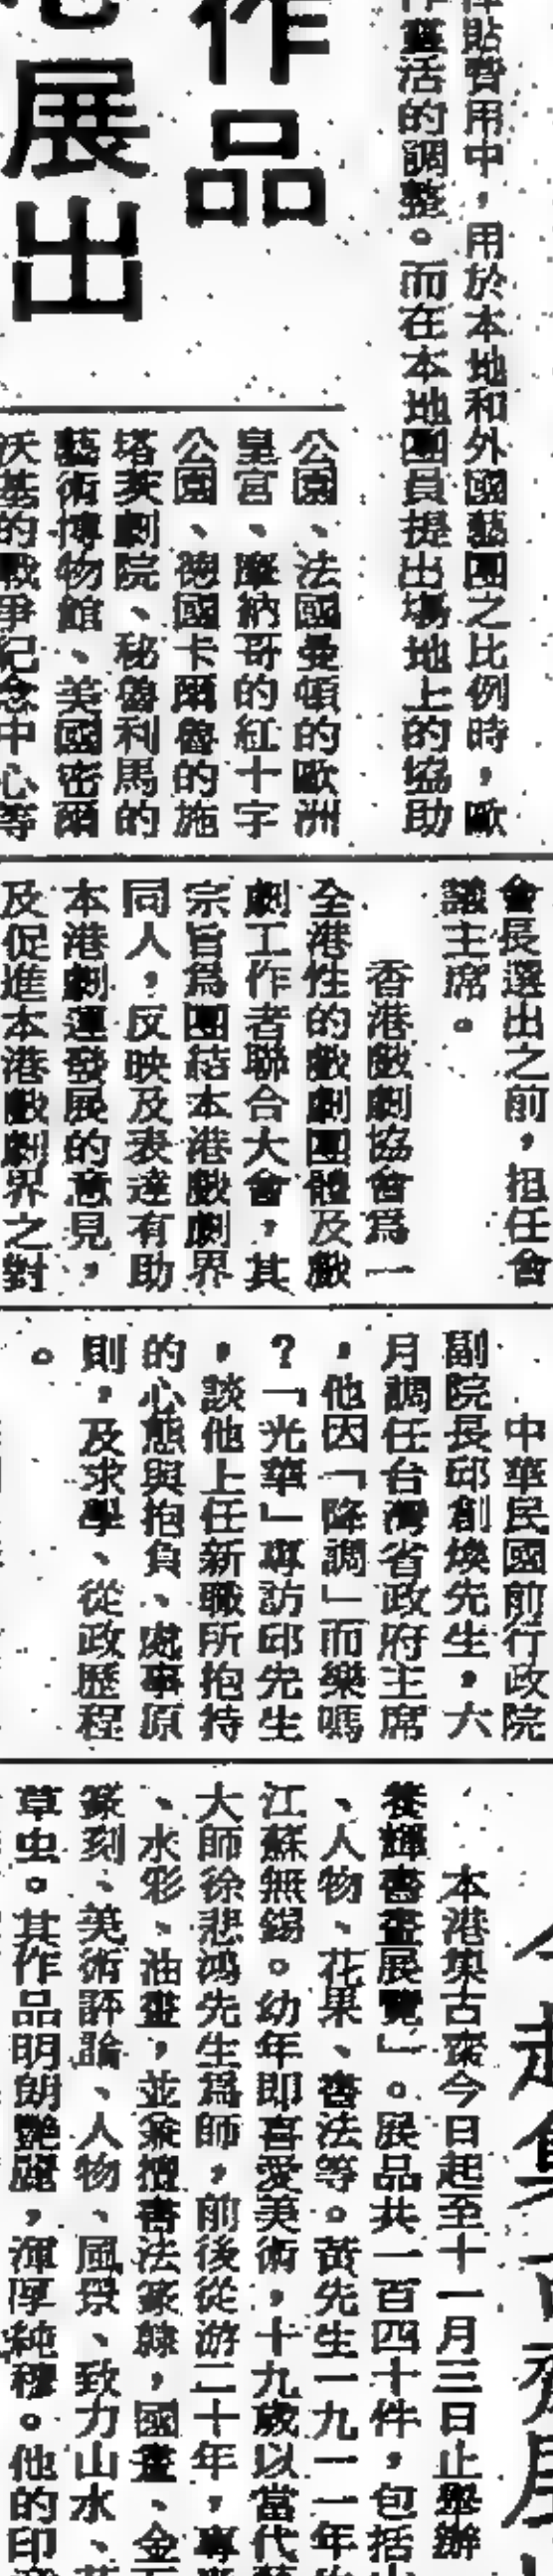 貼費用中，用於本地和外國藝團之比例時，歐
活的調整。而在本地團員提出場地上的協助
作品
展出
公園、法國曼頓的歐洲
皇宮、摩納哥的紅十字
公園、德國卡爾魯的施
塔芙劇院、秘魯利馬的
藝術博物館、美國密爾
沃基的戰爭紀念中心等
會長選出之前，担任會
議主席。
香港戲劇協會爲一
全港性的戲劇團體及戲
劇工作者聯合大會，其
宗旨爲團結本港戲劇界
同人，反映及表達有助
本港劇運發展的意見，
及促進本港戲劇界之對
中華民國前行政院
副院長邱創煥先生，六
月調任台灣省政府主席
，他因「降調」而樂嗎
？「光華」專訪邱先生
，談他上任新職所抱持
的心態與抱負、處事原
則，及求學、從政歷程
。
本港集古齋今日起至十一月三日止舉辦
養輝書畫展覽」。展品共一百四十件，包括
、人物、花果、書法等。黃先生一九一一年
江蘇無錫。幼年即喜愛美術，十九歲以當代
大師徐悲鴻先生爲師，前後從游二十年，專
、水彩、油畫，並兼擅書法篆隸，國畫、金
篆刻、美術評論、人物、風景、致力山水、
草虫。其作品明朗艷麗，渾厚純穆。他的印